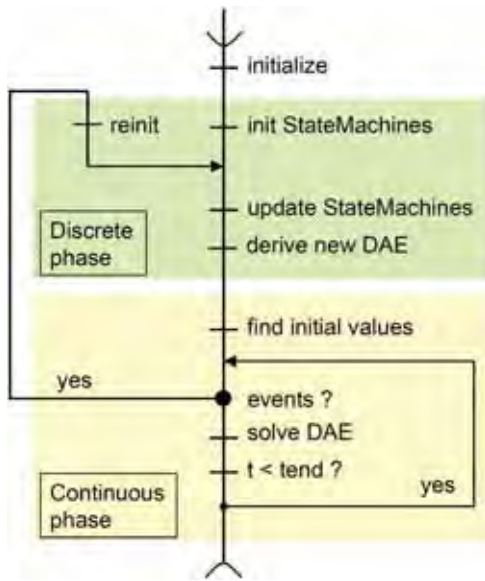 initialize
reinit
init StateMachines
update StateMachines
Discrete
phase
derive new DAE
find initial values
yes
events ?
solve DAE
t < tend ?
yes
Continuous
phase